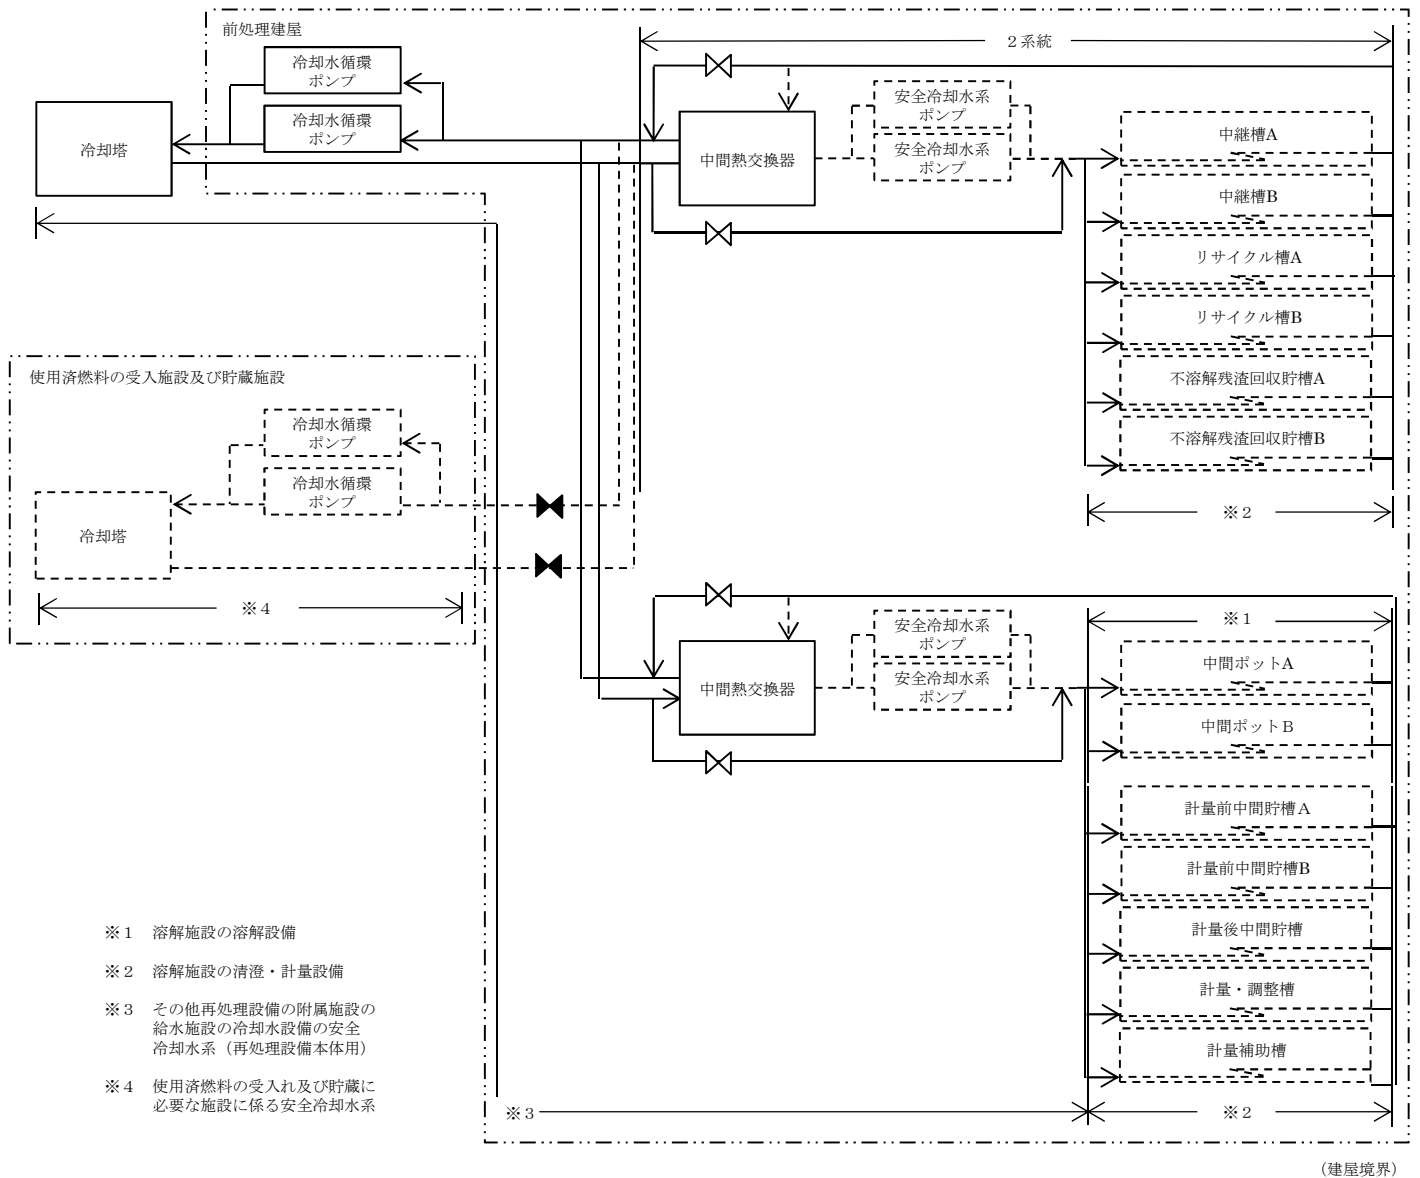 前処理建屋
冷却水循環
ポンプ
冷却水循環
ポンプ
冷却塔
２系統
中間熱交換器
安全冷却水系
ポンプ
安全冷却水系
ポンプ
中継槽A
中継槽B
リサイクル槽A
リサイクル槽B
不溶解残渣回収貯槽A
不溶解残渣回収貯槽B
※２
使用済燃料の受入施設及び貯蔵施設
冷却水循環
ポンプ
冷却水循環
ポンプ
冷却塔
※４
中間熱交換器
安全冷却水系
ポンプ
安全冷却水系
ポンプ
※１
中間ポットA
中間ポットＢ
計量前中間貯槽Ａ
計量前中間貯槽B
計量後中間貯槽
計量・調整槽
計量補助槽
※３
※２
※１　溶解施設の溶解設備
※２　溶解施設の清澄・計量設備
※３　その他再処理設備の附属施設の
給水施設の冷却水設備の安全
冷却水系（再処理設備本体用）
※４　使用済燃料の受入れ及び貯蔵に
必要な施設に係る安全冷却水系
（建屋境界）